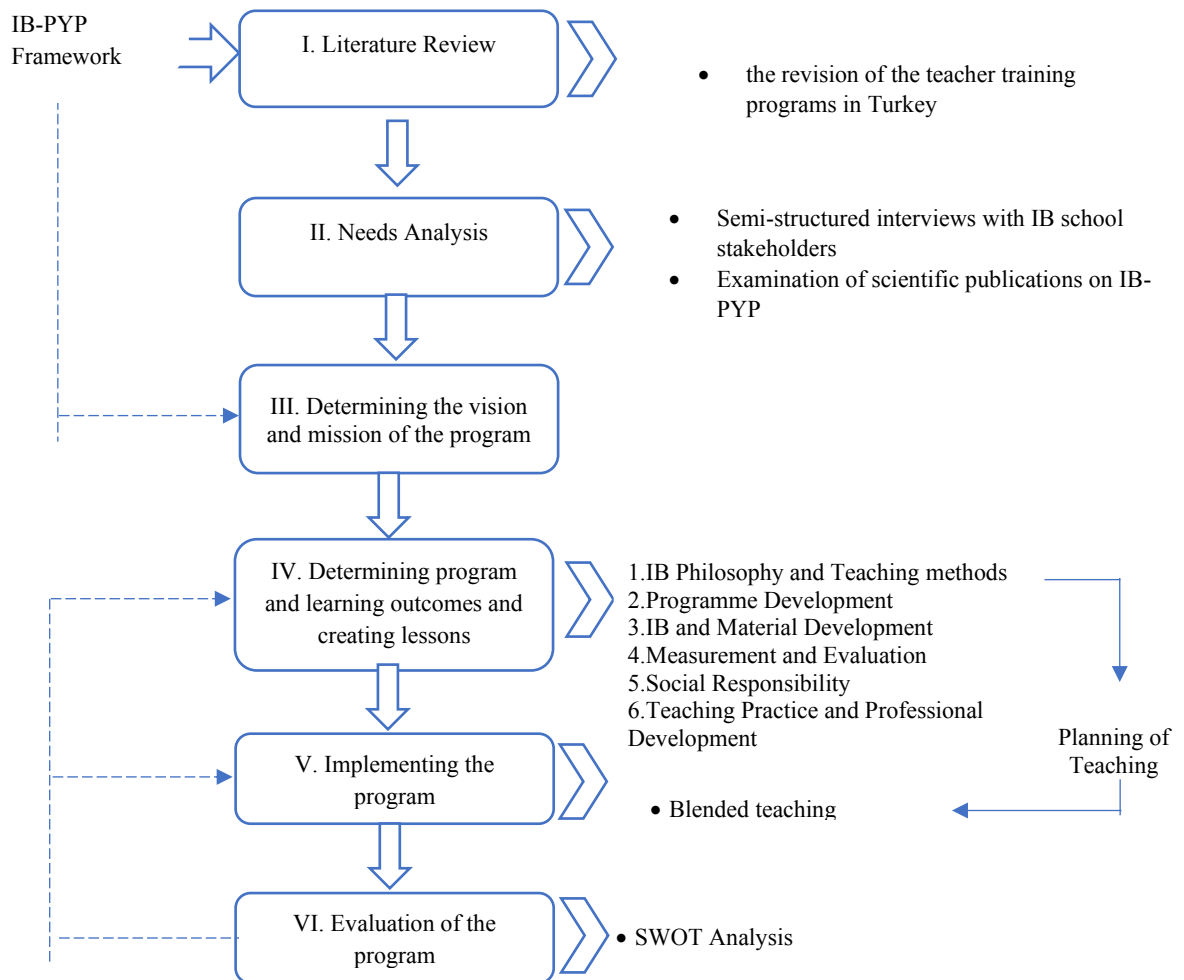 IB-PYP
Framework
I. Literature Review
• the revision of the teacher training
programs in Turkey
II. Needs Analysis
• Semi-structured interviews with IB school
stakeholders
• Examination of scientific publications on IB-
PYP
III. Determining the vision
and mission of the program
IV. Determining program
and learning outcomes and
creating lessons
1.IB Philosophy and Teaching methods
2.Programme Development
3.IB and Material Development
4.Measurement and Evaluation
5.Social Responsibility
6.Teaching Practice and Professional
Development
Planning of
Teaching
V. Implementing the
program
• Blended teaching
VI. Evaluation of the
program
• SWOT Analysis